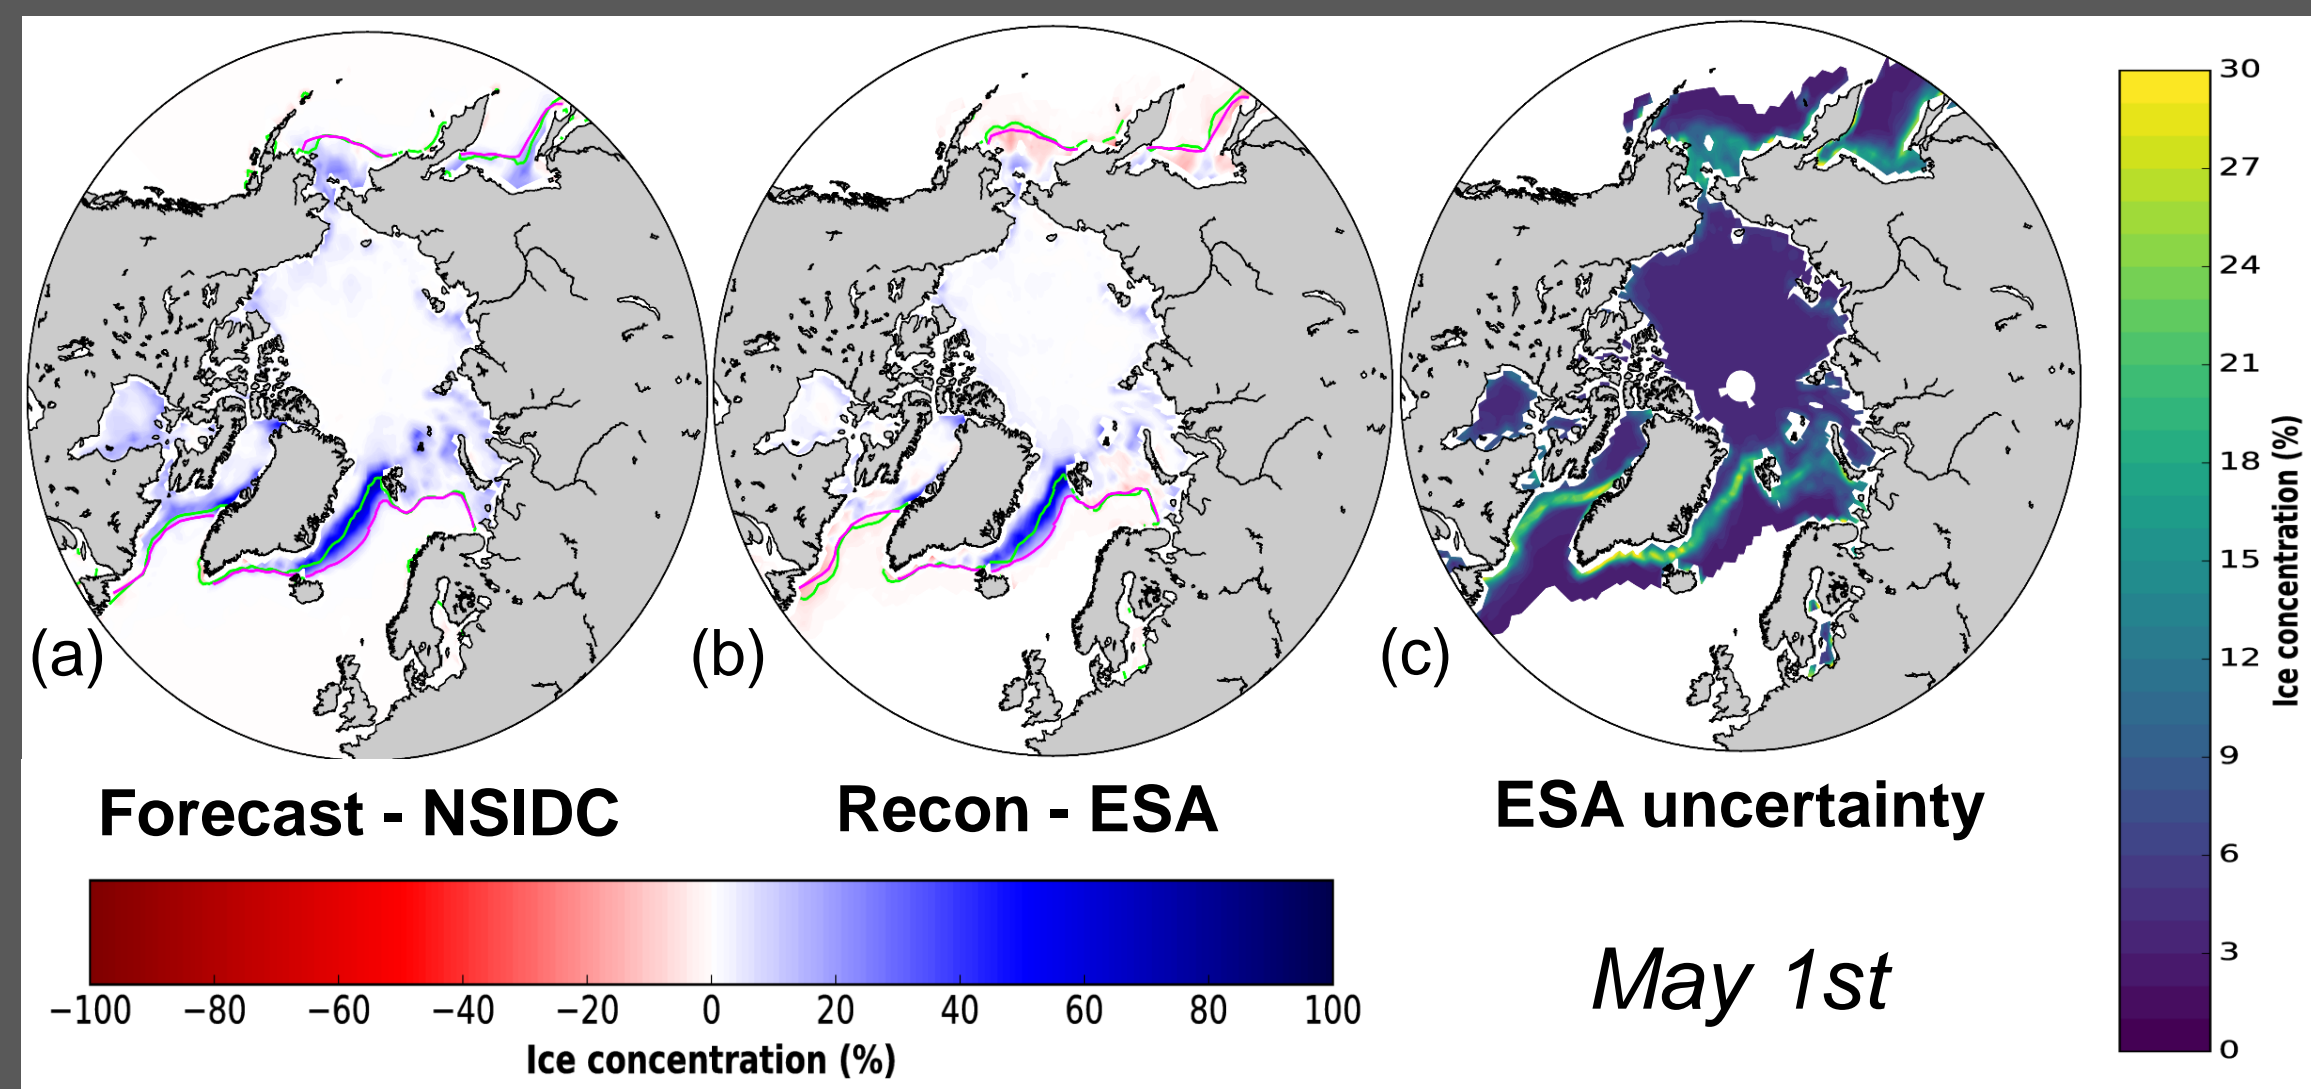 (a)
(b)
(c)
Forecast - NSIDC
Recon - ESA
ESA uncertainty
−100 −80 −60 −40 −20 0 20 40 60 80 100
Ice concentration (%)
May 1st
30
27
24
21
18
15
12
9
6
3
0
Ice concentration (%)